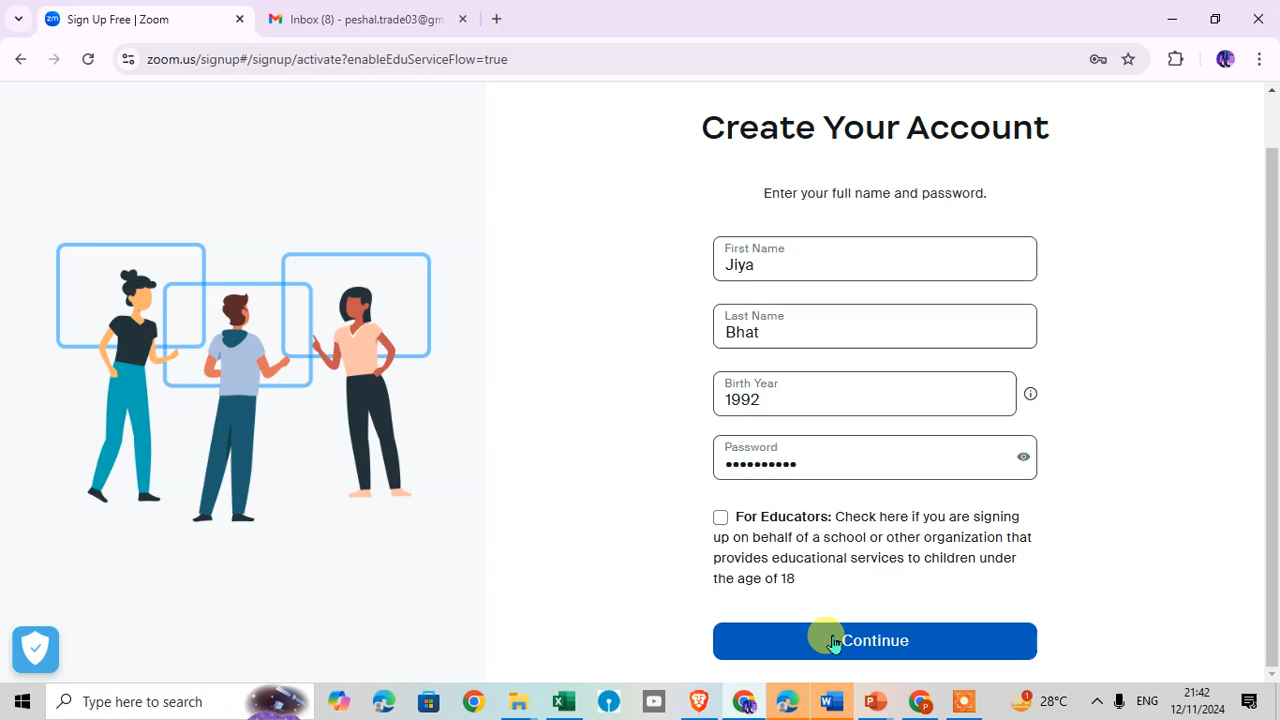 zm Sign Up Free | Zoom
Inbox (8) - peshal.trade03@gm
zoom.us/signup#/signup/activate?enableEduServiceFlow=true
Create Your Account
Enter your full name and password.
First Name
Jiya
Last Name
Bhat
Birth Year
1992
Password
••••••••••
For Educators: Check here if you are signing
up on behalf of a school or other organization that
provides educational services to children under
the age of 18
Continue
Type here to search
1
28°C
ENG
21:42
12/11/2024